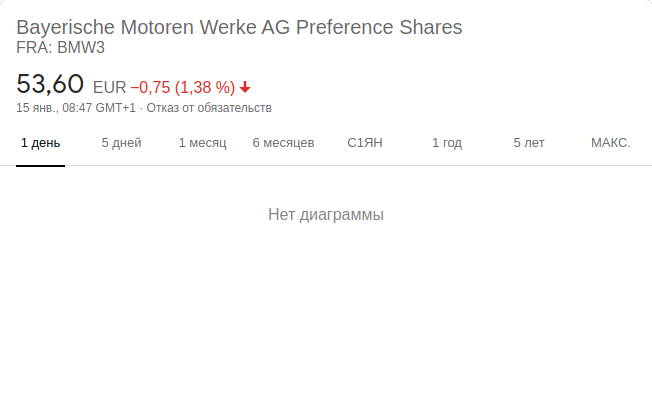 Bayerische Motoren Werke AG Preference Shares
FRA: BMW3
53,60 EUR −0,75 (1,38 %)
15 янв., 08:47 GMT+1 · Отказ от обязательств
1 день 5 дней 1 месяц 6 месяцев С1ЯН 1 год 5 лет МАКС.
Нет диаграммы